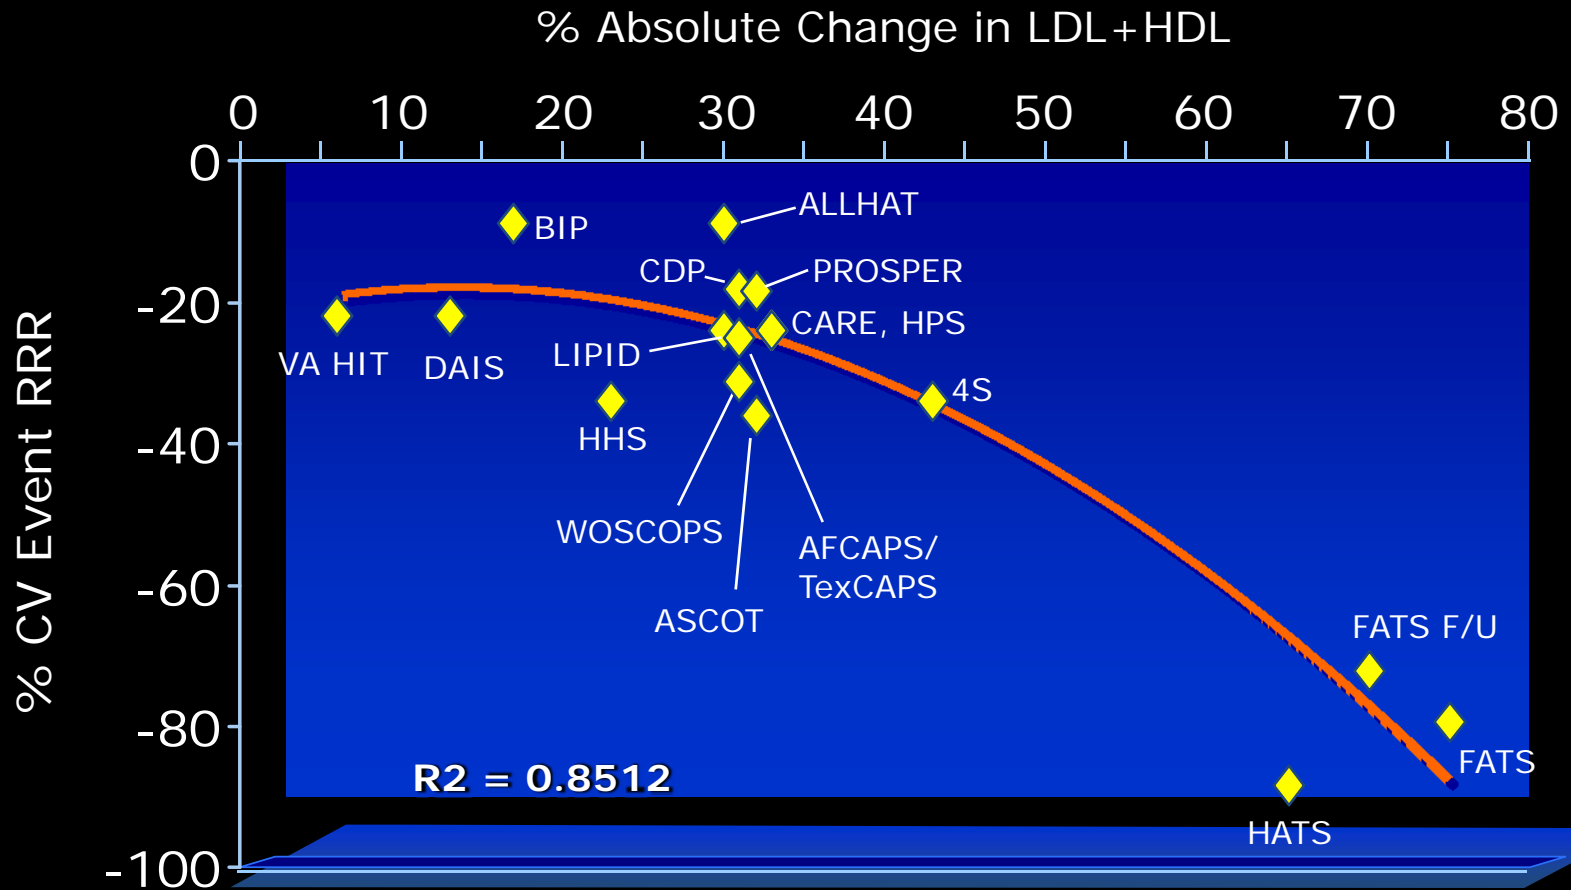 % Absolute Change in LDL+HDL
0 10 20 30 40 50 60 70 80
% CV Event RRR
0
-20
-40
-60
-80
-100
BIP
ALLHAT
CDP
PROSPER
CARE, HPS
LIPID
VA HIT
DAIS
4S
HHS
WOSCOPS
AFCAPS/
TexCAPS
ASCOT
FATS F/U
FATS
R2 = 0.8512
HATS